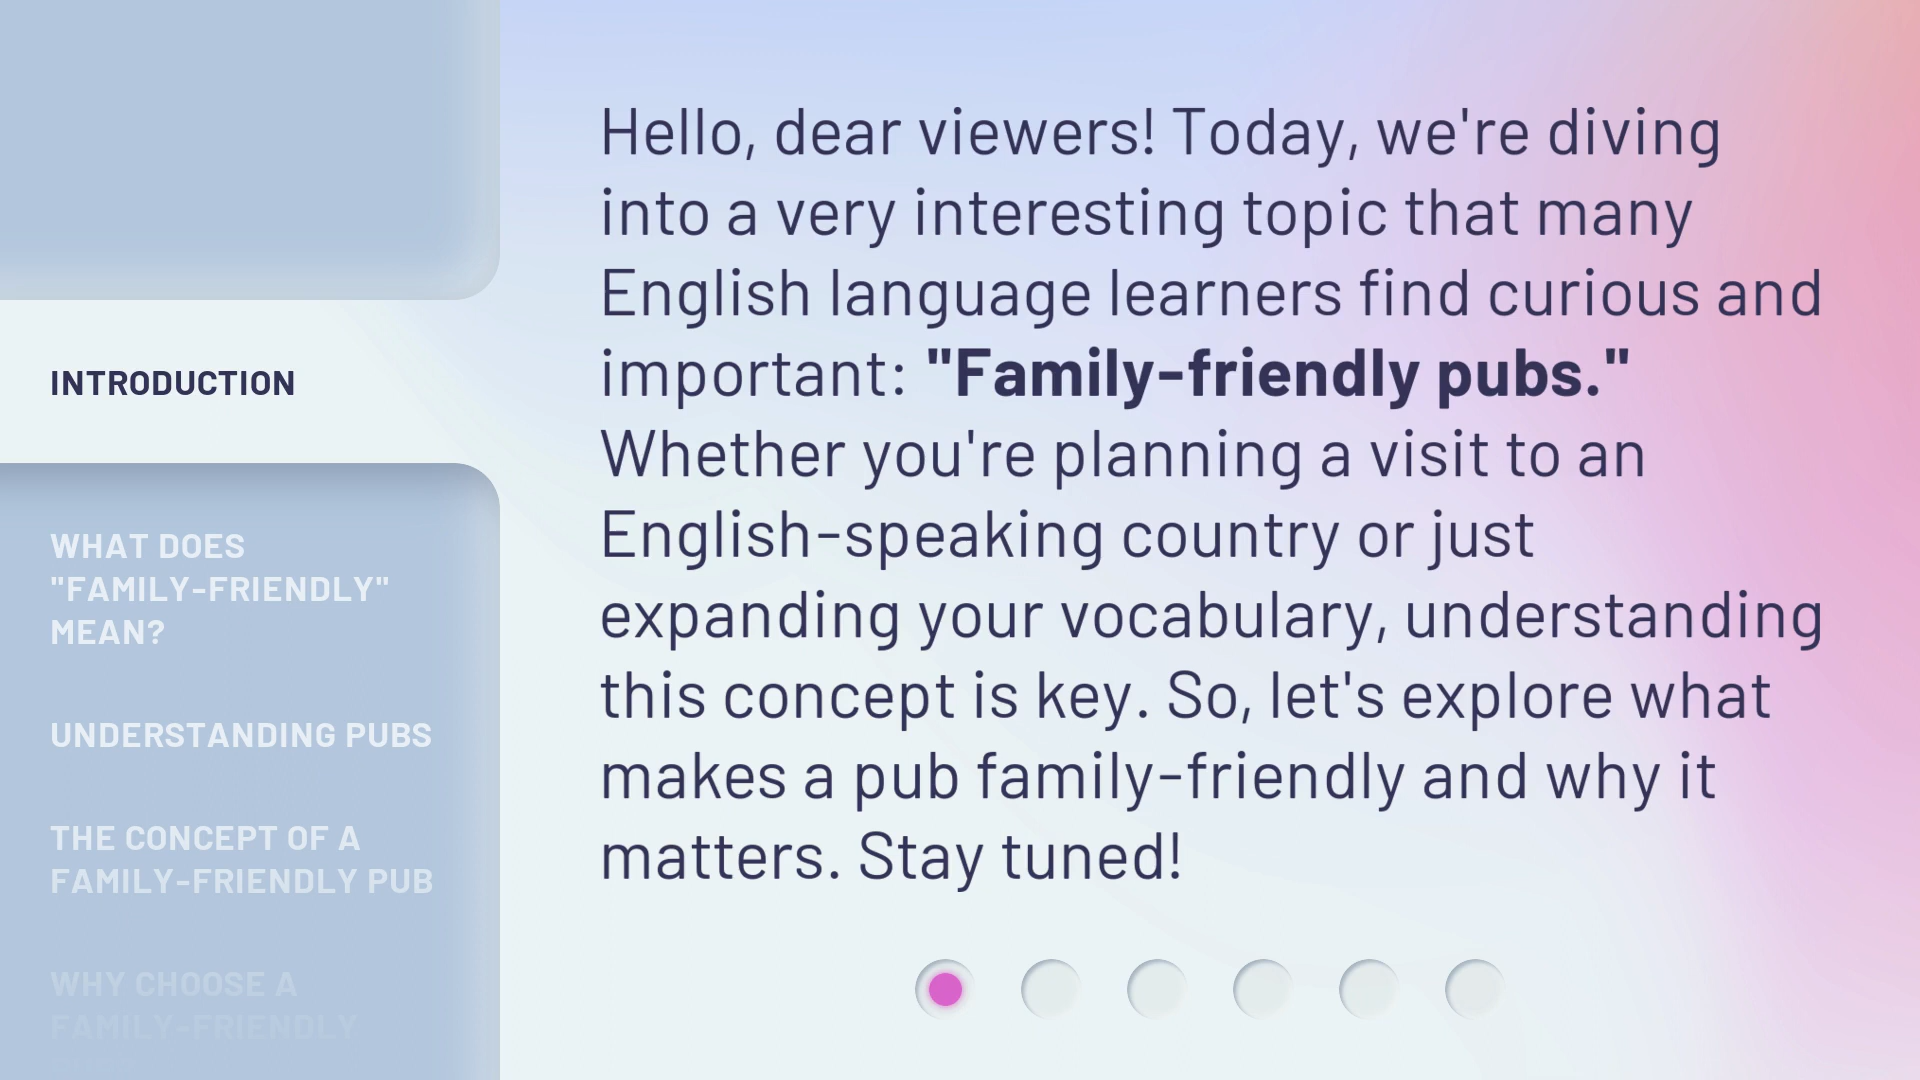 INTRODUCTION
WHAT DOES
"FAMILY-FRIENDLY"
MEAN?
UNDERSTANDING PUBS
THE CONCEPT OF A
FAMILY-FRIENDLY PUB
WHY CHOOSE A
FAMILY-FRIENDLY
Hello, dear viewers! Today, we're diving
into a very interesting topic that many
English language learners find curious and
important: "Family-friendly pubs."
Whether you're planning a visit to an
English-speaking country or just
expanding your vocabulary, understanding
this concept is key. So, let's explore what
makes a pub family-friendly and why it
matters. Stay tuned!